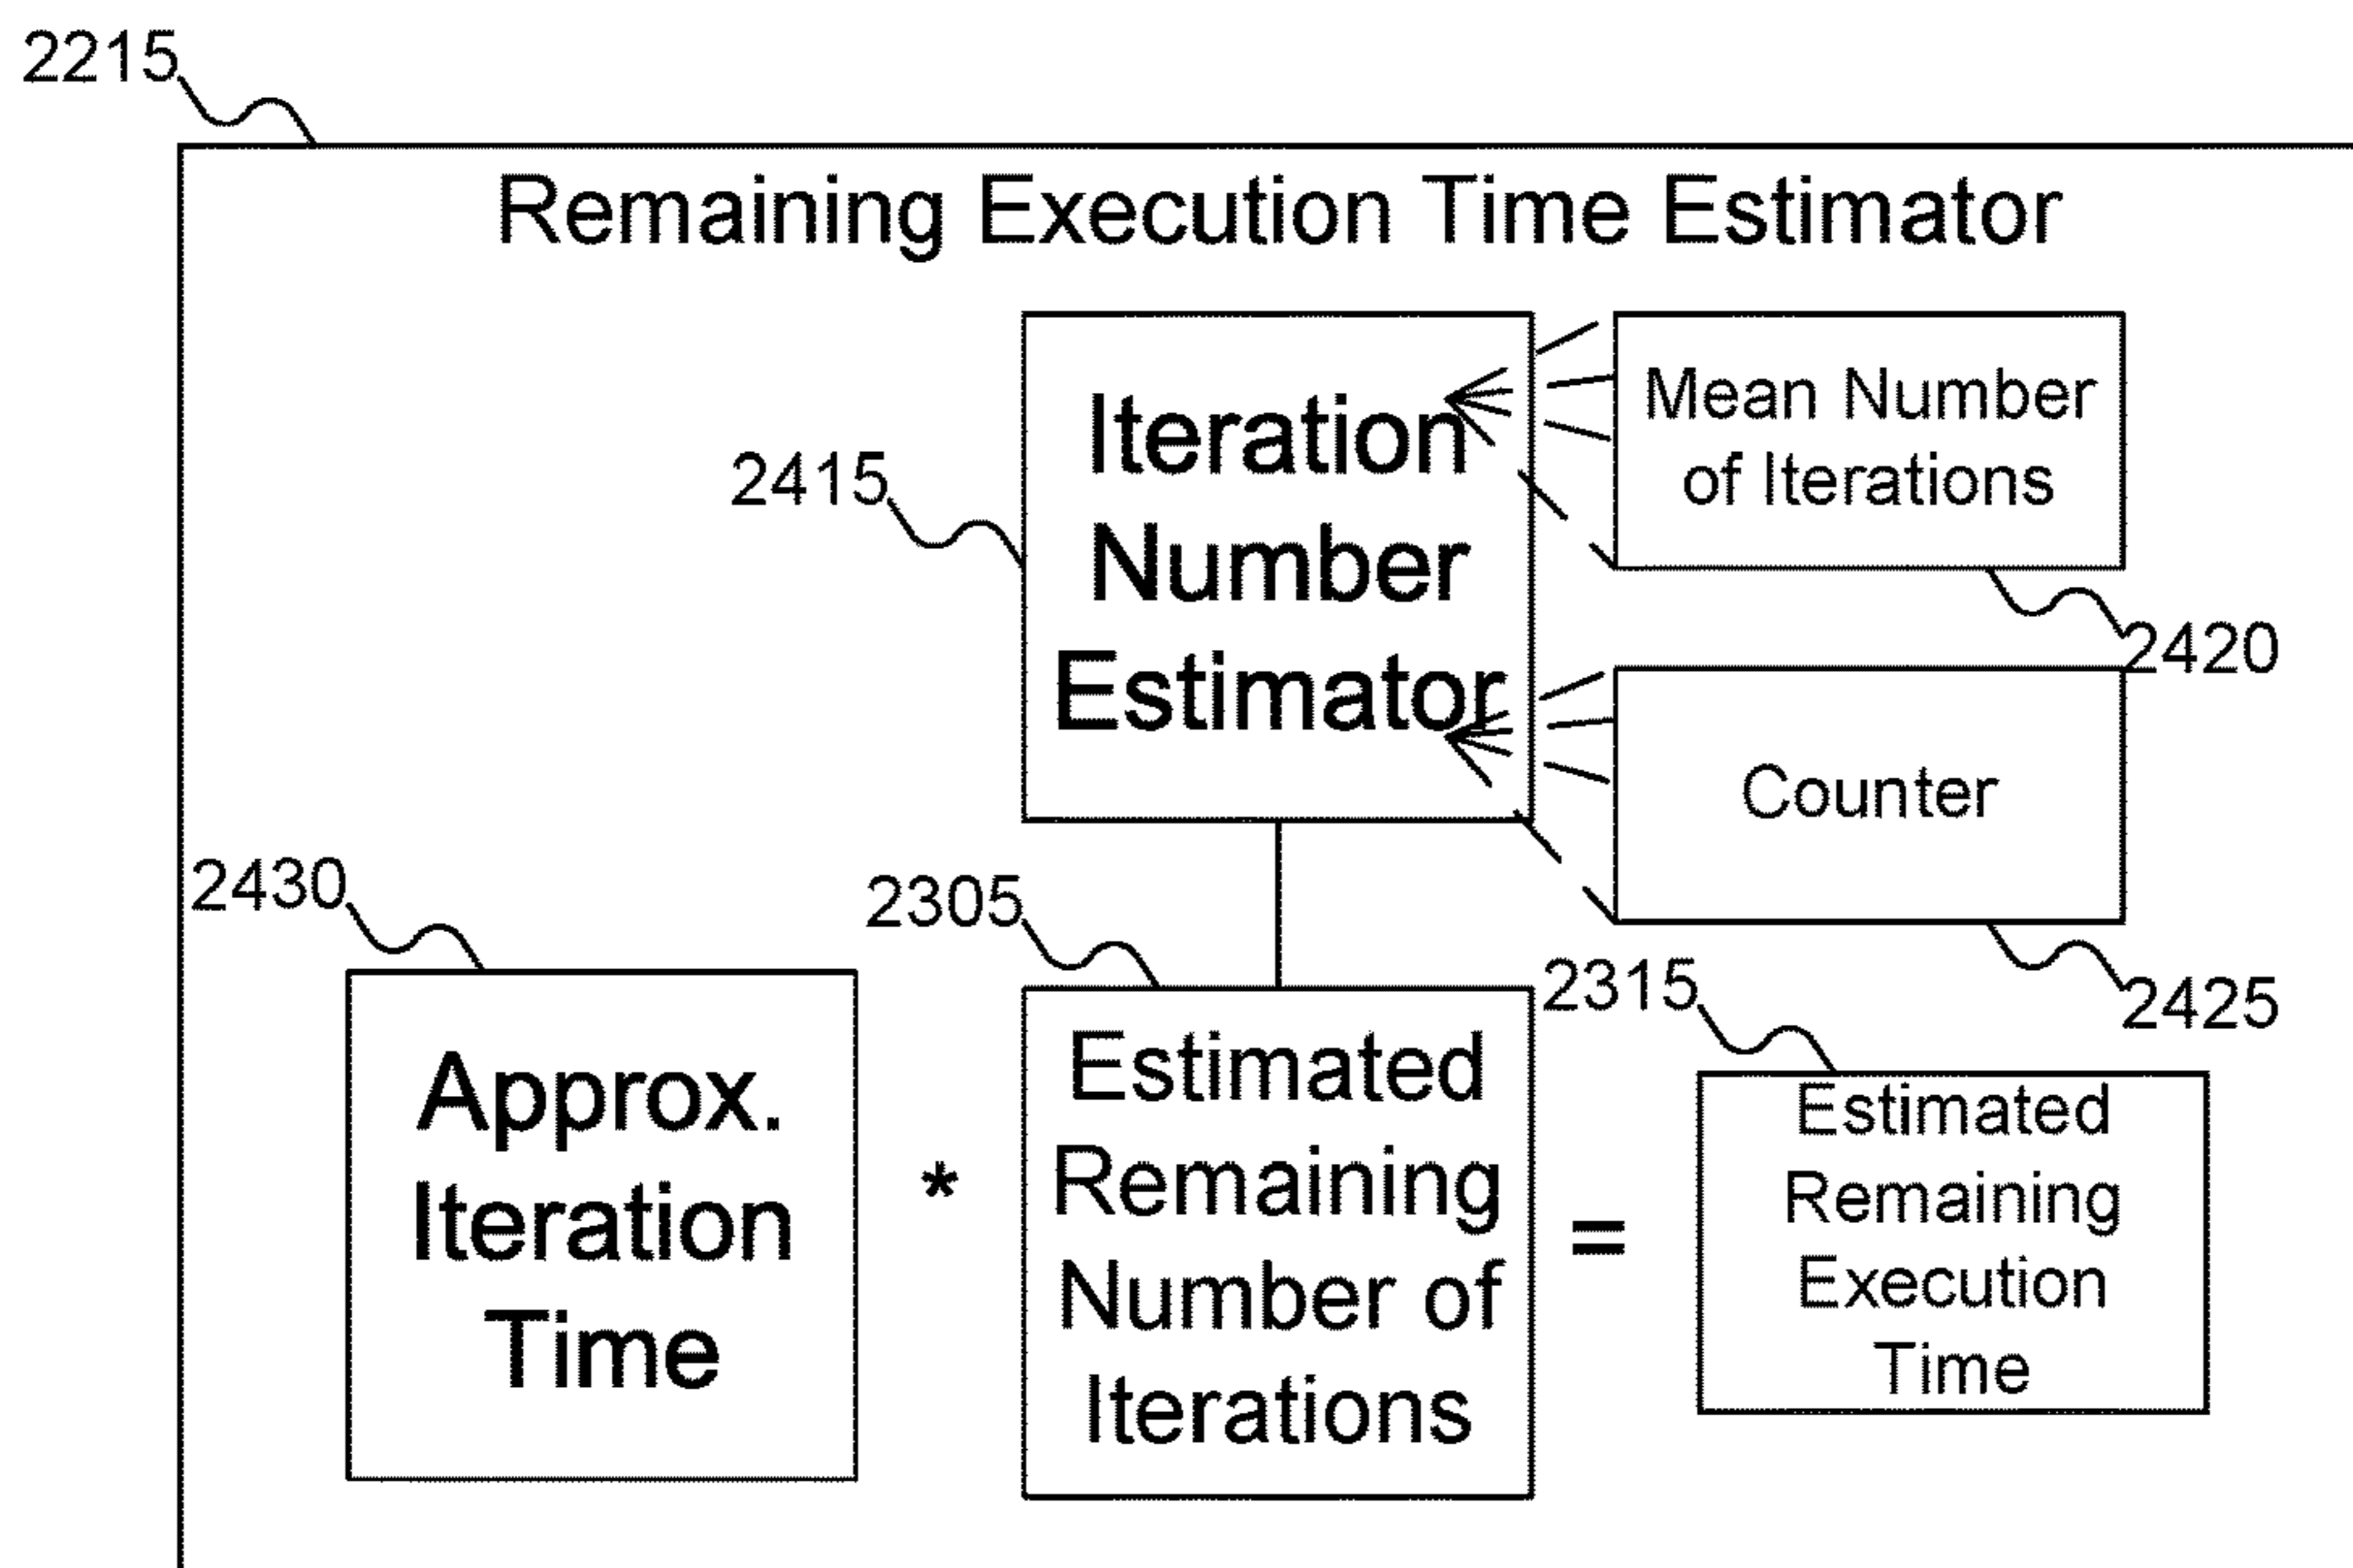 2215
Remaining Execution Time Estimator
2415
Iteration
Number
Estimator
Mean Number
of Iterations
2420
Counter
2425
2430
Approx.
Iteration
Time
*
2305
Estimated
Remaining
Number of
Iterations
=
2315
Estimated
Remaining
Execution
Time